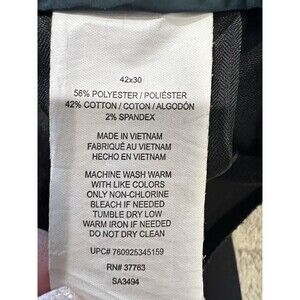 42x30
56% POLYESTER / POLIÉSTER
42% COTTON / COTON / ALGODÓN
2% SPANDEX
MADE IN VIETNAM
FABRIQUÉ AU VIETNAM
HECHO EN VIETNAM
MACHINE WASH WARM
WITH LIKE COLORS
ONLY NON-CHLORINE
BLEACH IF NEEDED
TUMBLE DRY LOW
WARM IRON IF NEEDED
DO NOT DRY CLEAN
UPC# 760925345159
RN# 37763
SA3494